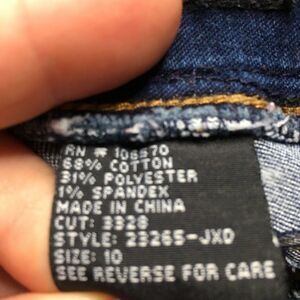 RN # 106570
68% COTTON
31% POLYESTER
1% SPANDEX
MADE IN CHINA
CUT: 3328
STYLE: 23265-JXD
SIZE: 10
SEE REVERSE FOR CARE